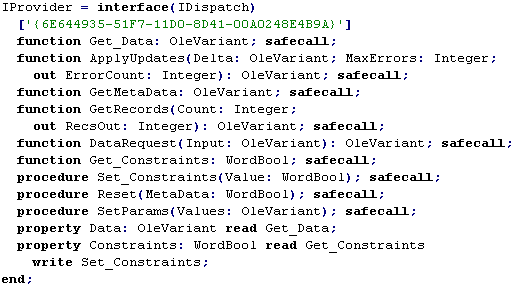 IProvider = interface(IDispatch)
['{6E644935-51F7-11D0-8D41-00A0248E4B9A}']
function Get_Data: OleVariant; safecall;
function ApplyUpdates(Delta: OleVariant; MaxErrors: Integer;
out ErrorCount: Integer): OleVariant; safecall;
function GetMetaData: OleVariant; safecall;
function GetRecords(Count: Integer;
out RecsOut: Integer): OleVariant; safecall;
function DataRequest(Input: OleVariant): OleVariant; safecall;
function Get_Constraints: WordBool; safecall;
procedure Set_Constraints(Value: WordBool); safecall;
procedure Reset(MetaData: WordBool); safecall;
procedure SetParams(Values: OleVariant); safecall;
property Data: OleVariant read Get_Data;
property Constraints: WordBool read Get_Constraints
write Set_Constraints;
end;